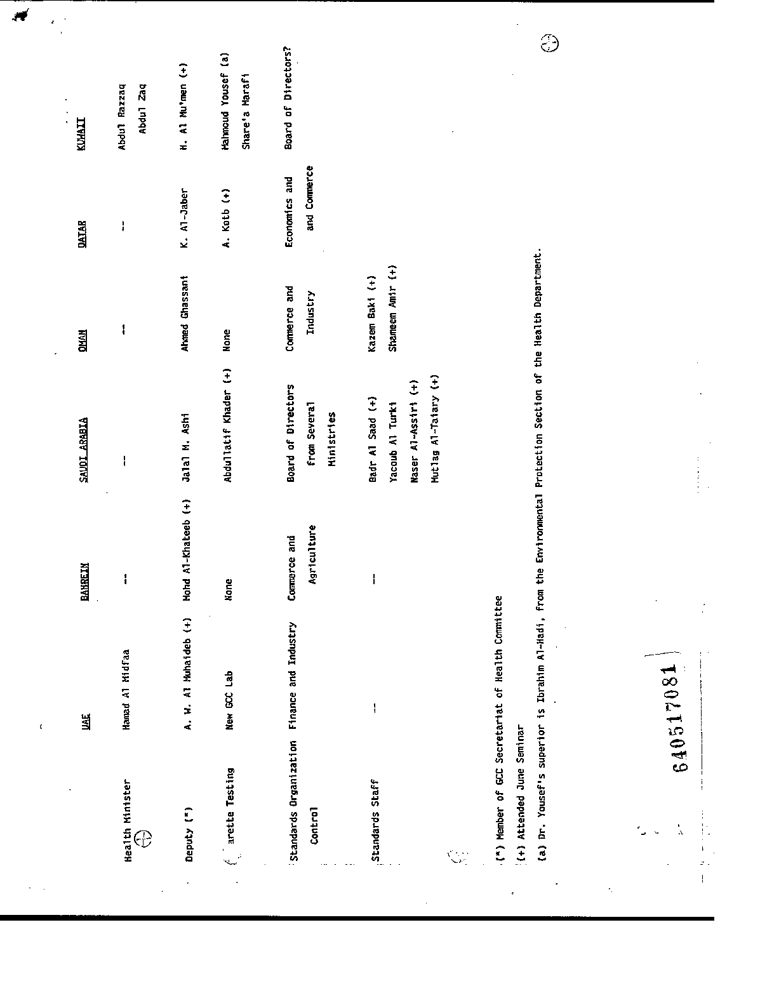 UAE BAHREIN SAUDI ARABIA OMAN QATAR KUWAIT
Health Minister Hamad Al Midfaa -- -- -- -- Abdul Razzaq
Abdul Zaq
Deputy (*) A. W. Al Muhaideb (+) Mohd Al-Khateeb (+) Jalal M. Ashi Ahmed Ghassani K. Al-Jaber H. Al Mu'men (+)
arette Testing New GCC Lab None Abdullatif Khader (+) None A. Kotb (+) Mahmoud Yousef (a)
Share'a Marafi
Standards Organization Finance and Industry Commerce and Board of Directors Commerce and Economics and Board of Directors?
Control Agriculture from Several Industry and Commerce
Ministries
Standards Staff -- -- Badr Al Saad (+) Kazem Baki (+)
Yacoub Al Turki Shameem Amir (+)
Naser Al-Assiri (+)
Mutlag Al-Taiary (+)
(*) Member of GCC Secretariat of Health Committee
(+) Attended June Seminar
(a) Dr. Yousef's superior is Ibrahim Al-Hadi, from the Environmental Protection Section of the Health Department.
640517081